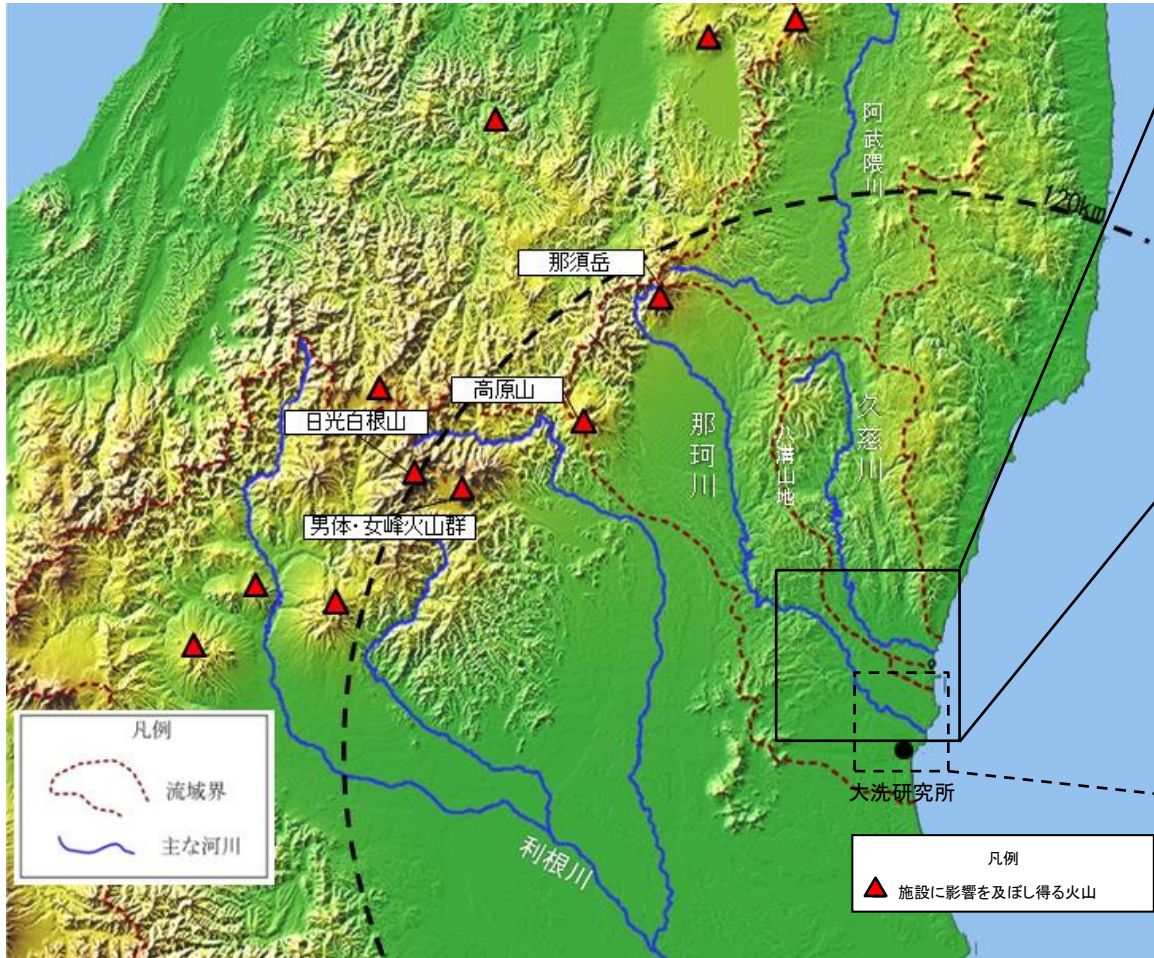 阿武隈川
120km
那須岳
高原山
日光白根山
久慈川
那珂川
八溝山地
男体・女峰火山群
凡例
流域界
主な河川
大洗研究所
利根川
凡例
施設に影響を及ぼし得る火山